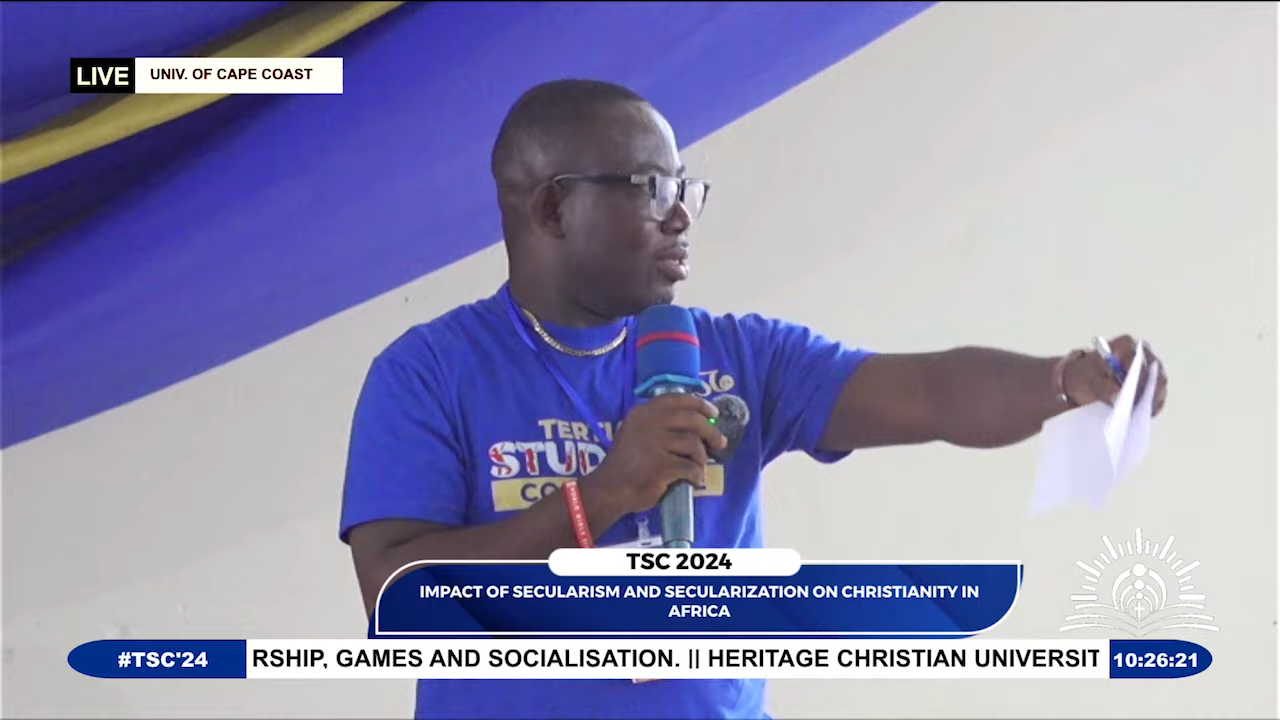 LIVE UNIV. OF CAPE COAST
STUD
TSC 2024
IMPACT OF SECULARISM AND SECULARIZATION ON CHRISTIANITY IN
AFRICA
#TSC'24 RSHIP, GAMES AND SOCIALISATION. || HERITAGE CHRISTIAN UNIVERSIT 10:26:21